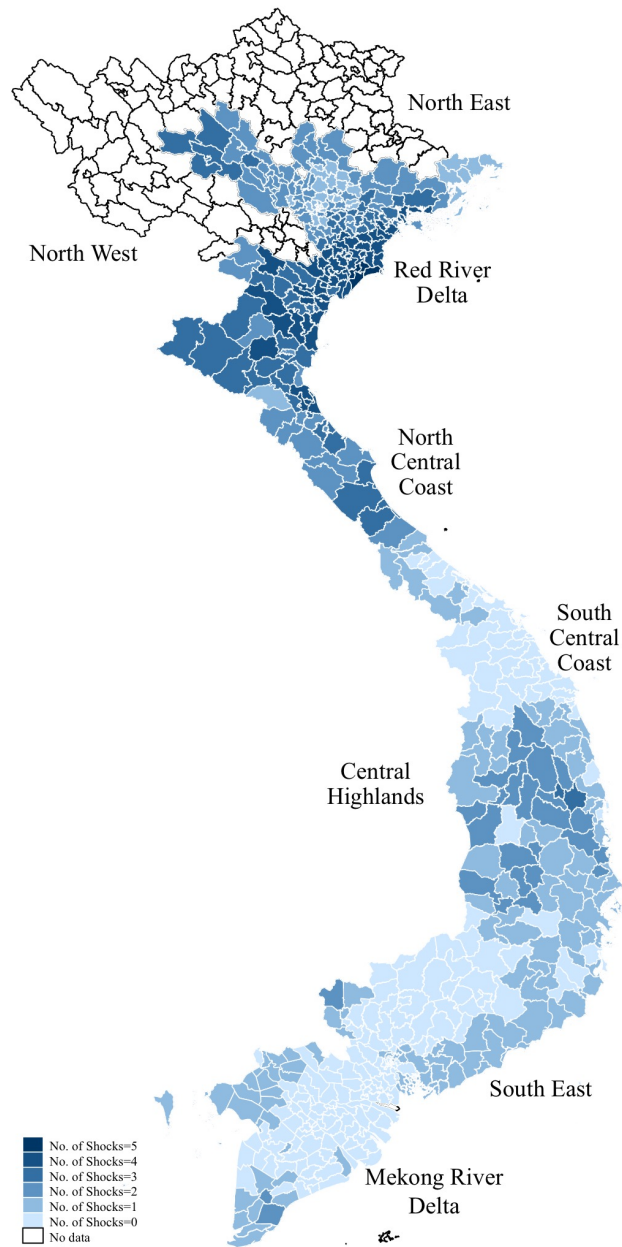 North East
North West
Red River
Delta
North
Central
Coast
South
Central
Coast
Central
Highlands
South East
Mekong River
Delta
No. of Shocks=5
No. of Shocks=4
No. of Shocks=3
No. of Shocks=2
No. of Shocks=1
No. of Shocks=0
No data